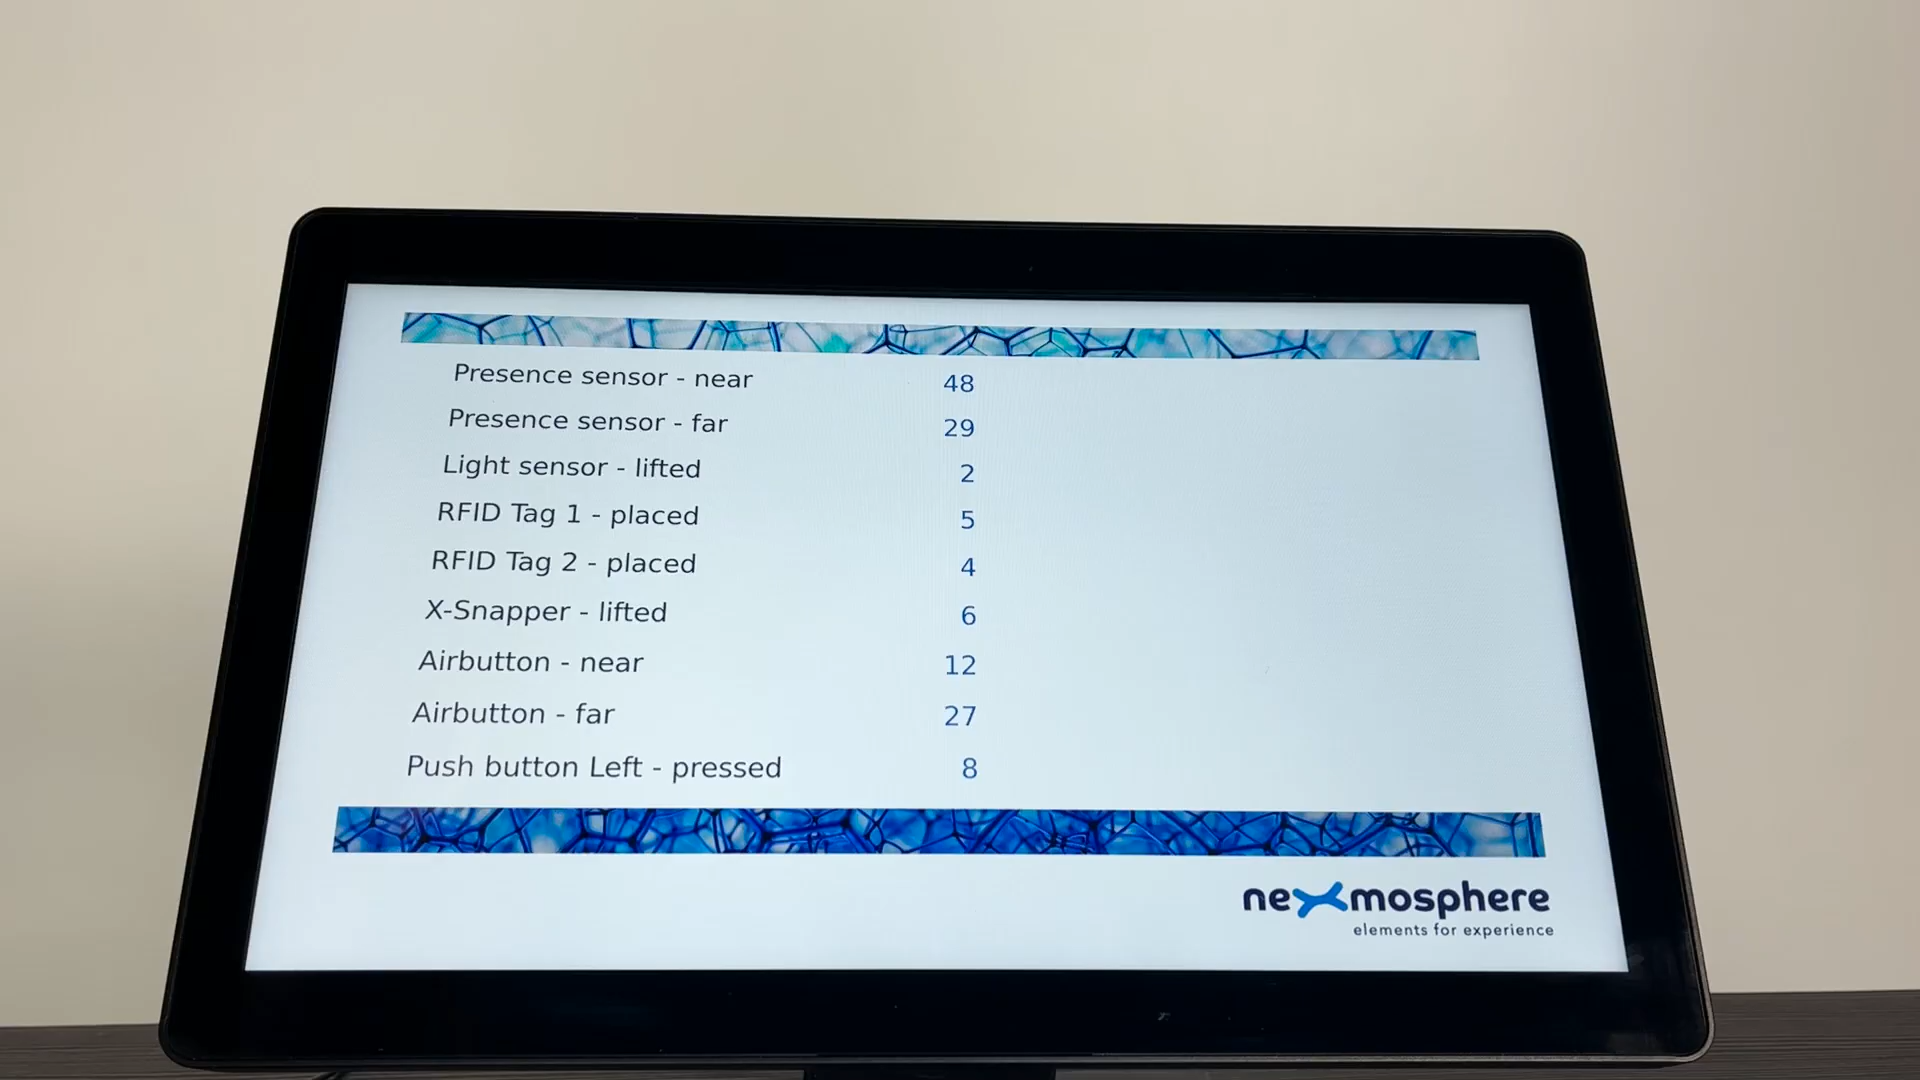 Presence sensor - near 48
Presence sensor - far 29
Light sensor - lifted 2
RFID Tag 1 - placed 5
RFID Tag 2 - placed 4
X-Snapper - lifted 6
Airbutton - near 12
Airbutton - far 27
Push button Left - pressed 8
nexmosphere
elements for experience